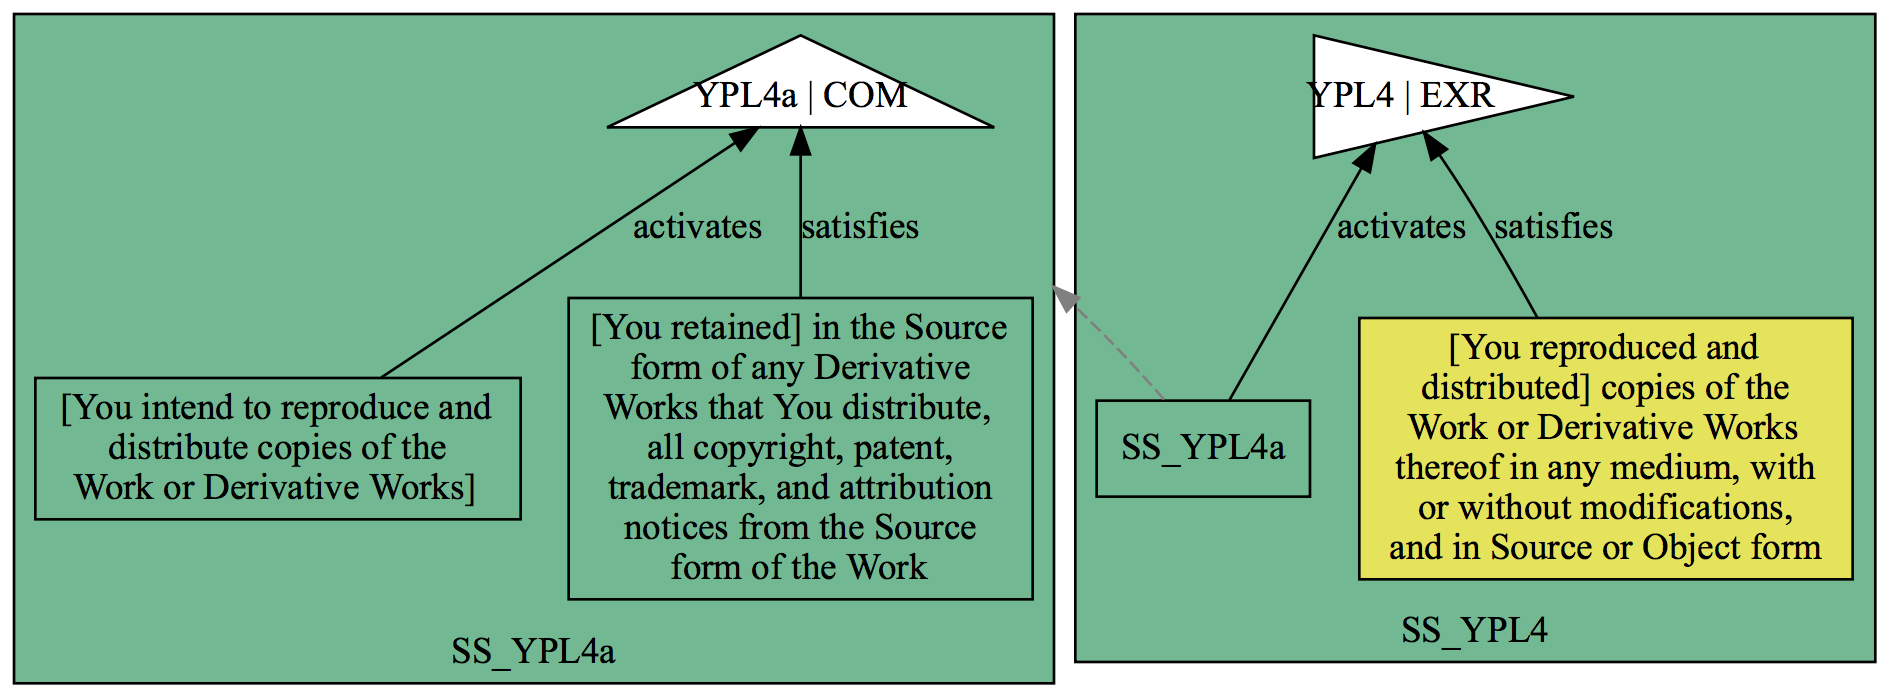 YPL4a | COM
activates
satisfies
[You intend to reproduce and
distribute copies of the
Work or Derivative Works]
[You retained] in the Source
form of any Derivative
Works that You distribute,
all copyright, patent,
trademark, and attribution
notices from the Source
form of the Work
SS_YPL4a
YPL4 | EXR
activates
satisfies
SS_YPL4a
[You reproduced and
distributed] copies of the
Work or Derivative Works
thereof in any medium, with
or without modifications,
and in Source or Object form
SS_YPL4